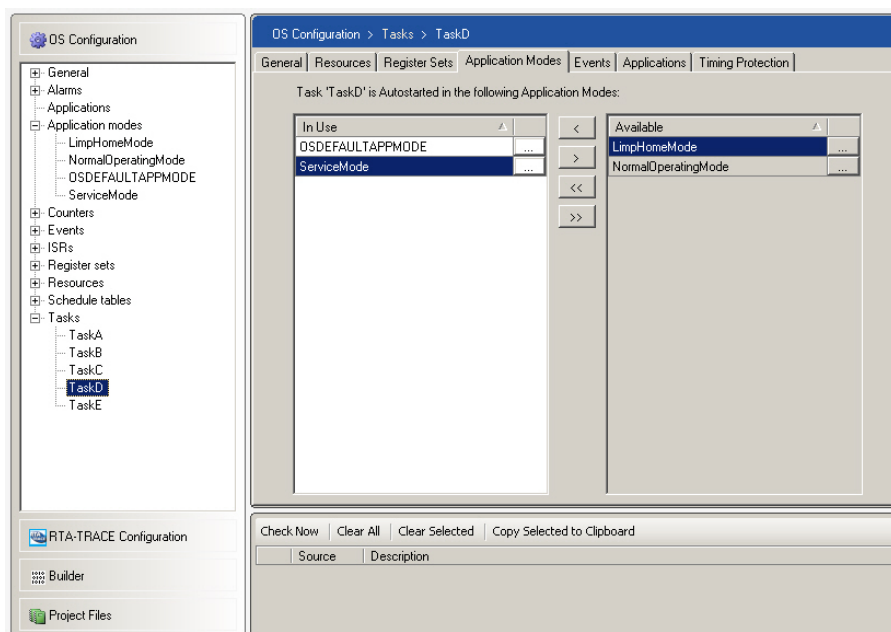 OS Configuration
General
Alarms
Applications
Application modes
LimpHomeMode
NormalOperatingMode
OSDEFAULTAPPMODE
ServiceMode
Counters
Events
ISRs
Register sets
Resources
Schedule tables
Tasks
TaskA
TaskB
TaskC
TaskD
TaskE
RTA-TRACE Configuration
Builder
Project Files
OS Configuration > Tasks > TaskD
General Resources Register Sets Application Modes Events Applications Timing Protection
Task 'TaskD' is Autostarted in the following Application Modes:
In Use
OSDEFAULTAPPMODE ...
ServiceMode ...
<
>
<<
>>
Available
LimpHomeMode ...
NormalOperatingMode ...
Check Now Clear All Clear Selected Copy Selected to Clipboard
Source Description